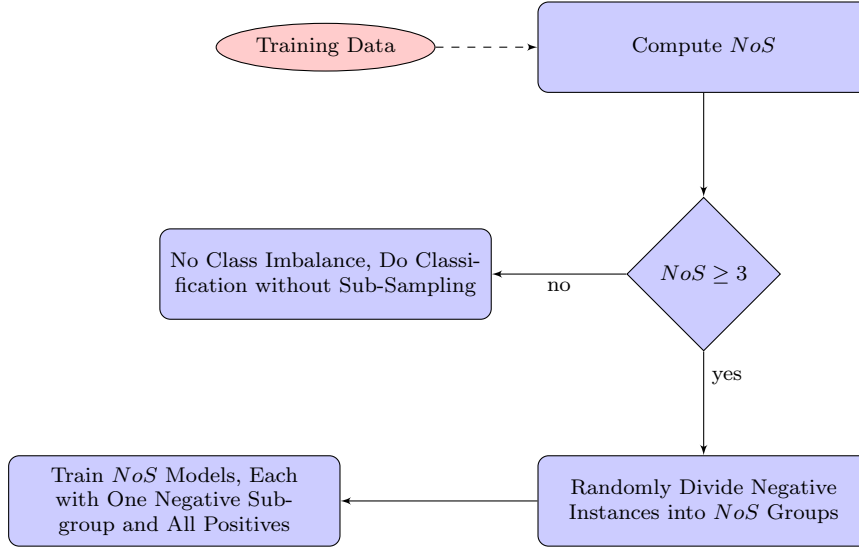 Training Data
Compute NoS
No Class Imbalance, Do Classi-
fication without Sub-Sampling
NoS ≥ 3
no
yes
Train NoS Models, Each
with One Negative Sub-
group and All Positives
Randomly Divide Negative
Instances into NoS Groups